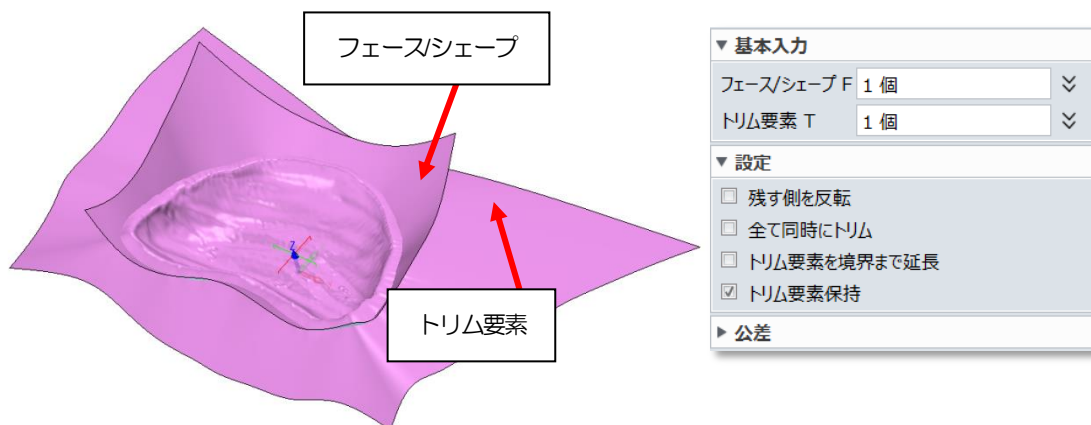 フェース/シェープ
トリム要素
▼ 基本入力
フェース/シェープ F 1 個
トリム要素 T 1 個
▼ 設定
残す側を反転
全て同時にトリム
トリム要素を境界まで延長
トリム要素保持
▶ 公差
Z